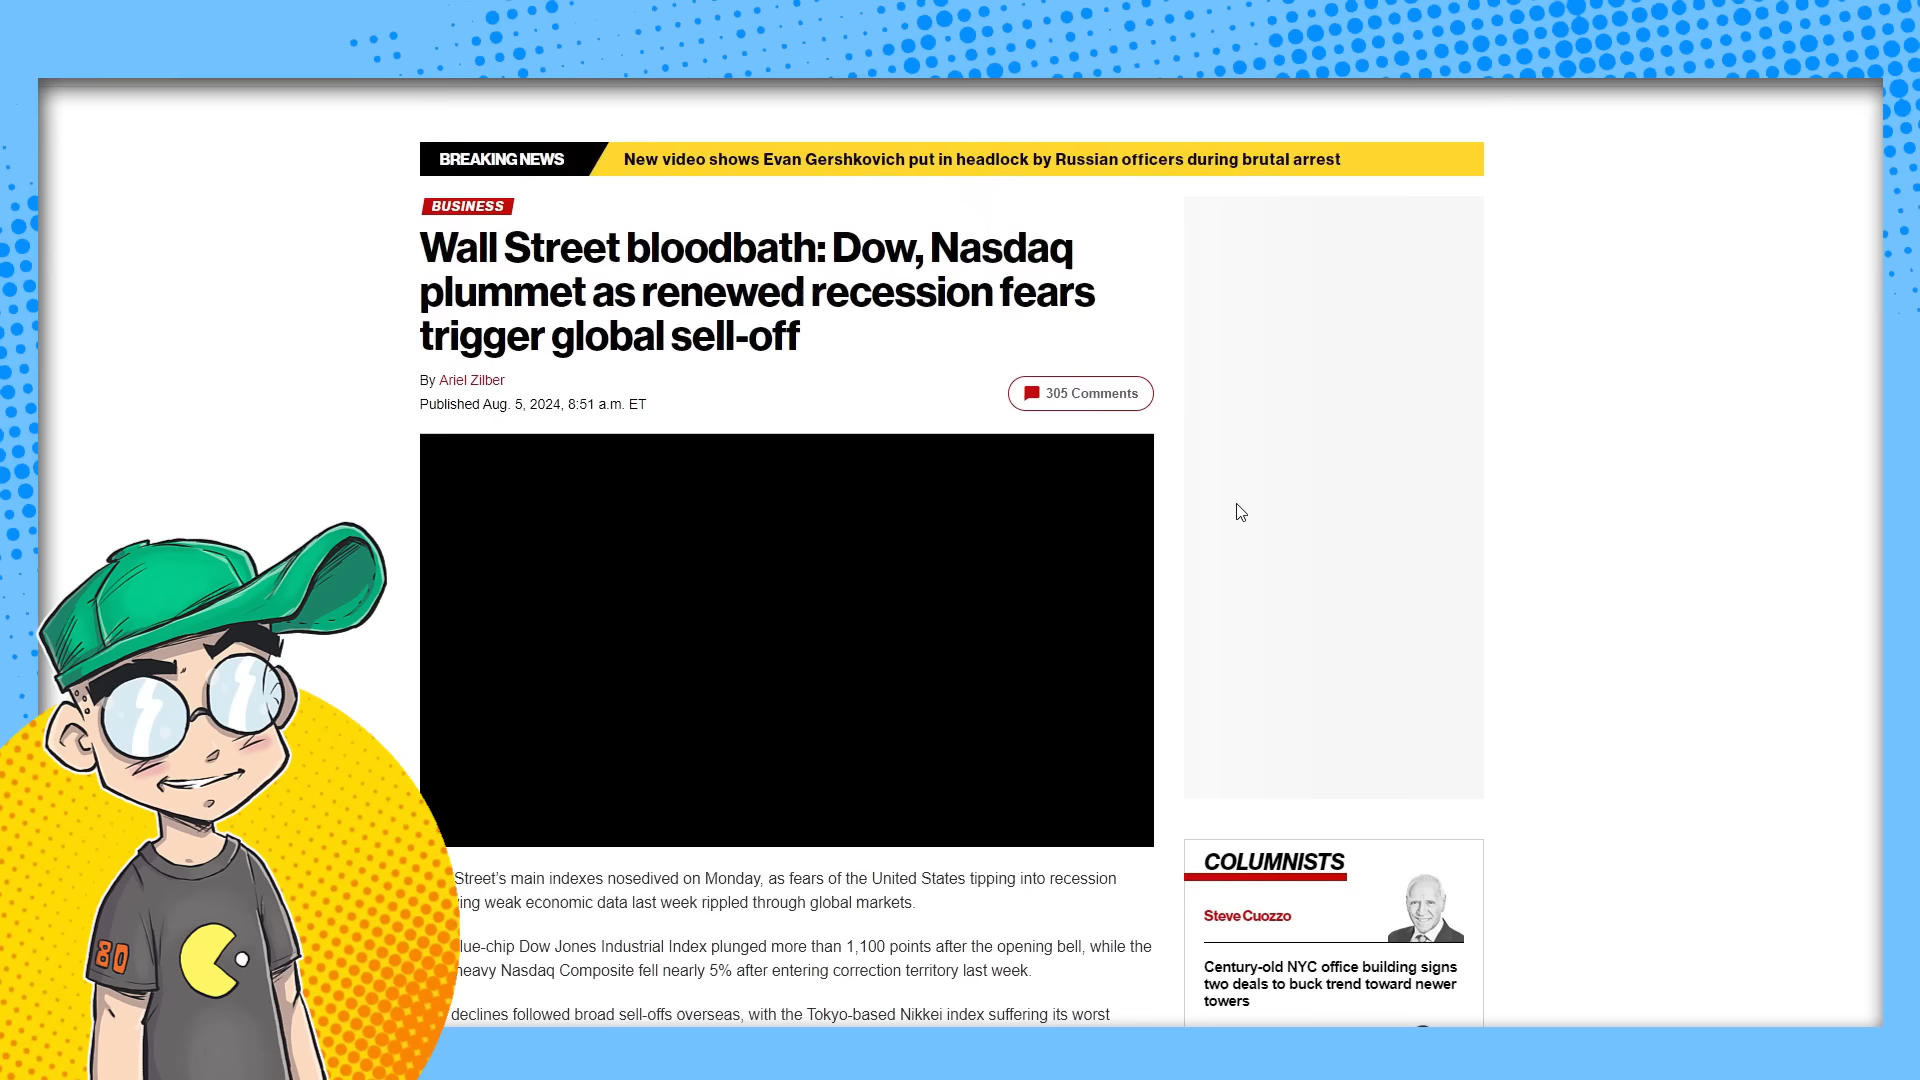 BREAKING NEWS
New video shows Evan Gershkovich put in headlock by Russian officers during brutal arrest
BUSINESS
Wall Street bloodbath: Dow, Nasdaq
plummet as renewed recession fears
trigger global sell-off
By Ariel Zilber
Published Aug. 5, 2024, 8:51 a.m. ET
305 Comments
Street’s main indexes nosedived on Monday, as fears of the United States tipping into recession
weak economic data last week rippled through global markets.
Dow Jones Industrial Index plunged more than 1,100 points after the opening bell, while the
heavy Nasdaq Composite fell nearly 5% after entering correction territory last week.
declines followed broad sell-offs overseas, with the Tokyo-based Nikkei index suffering its worst
COLUMNISTS
Steve Cuozzo
Century-old NYC office building signs
two deals to buck trend toward newer
towers
80